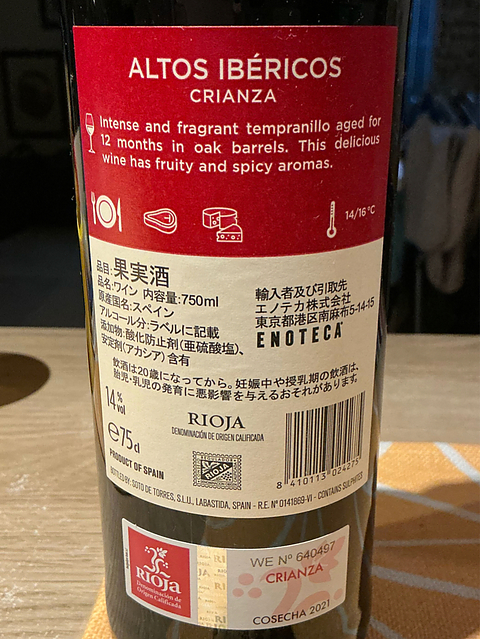 ALTOS IBÉRICOS
CRIANZA
Intense and fragrant tempranillo aged for
12 months in oak barrels. This delicious
wine has fruity and spicy aromas.
14/16 °C
品目:果実酒
品名:ワイン 内容量:750ml
原産国名:スペイン
アルコール分:ラベルに記載
添加物:酸化防止剤(亜硫酸塩)、
安定剤(アカシア)含有
輸入者及び引取先
エノテカ株式会社
東京都港区南麻布5-14-15
ENOTECA
飲酒は20歳になってから。妊娠中や授乳期の飲酒は、
胎児・乳児の発育に悪影響を与えるおそれがあります。
14% vol
℮75cl
PRODUCT OF SPAIN
RIOJA
DENOMINACIÓN DE ORIGEN CALIFICADA
RIOJA
8 410113 024275
BOTTLED BY: SOTO DE TORRES, S.L.U., LABASTIDA, SPAIN - R.E. Nº 0141869-VI - CONTAINS SULPHITES
RIOJA
Denominación de
Origen Calificada
RIOJA
WE Nº 640497
CRIANZA
COSECHA 2021